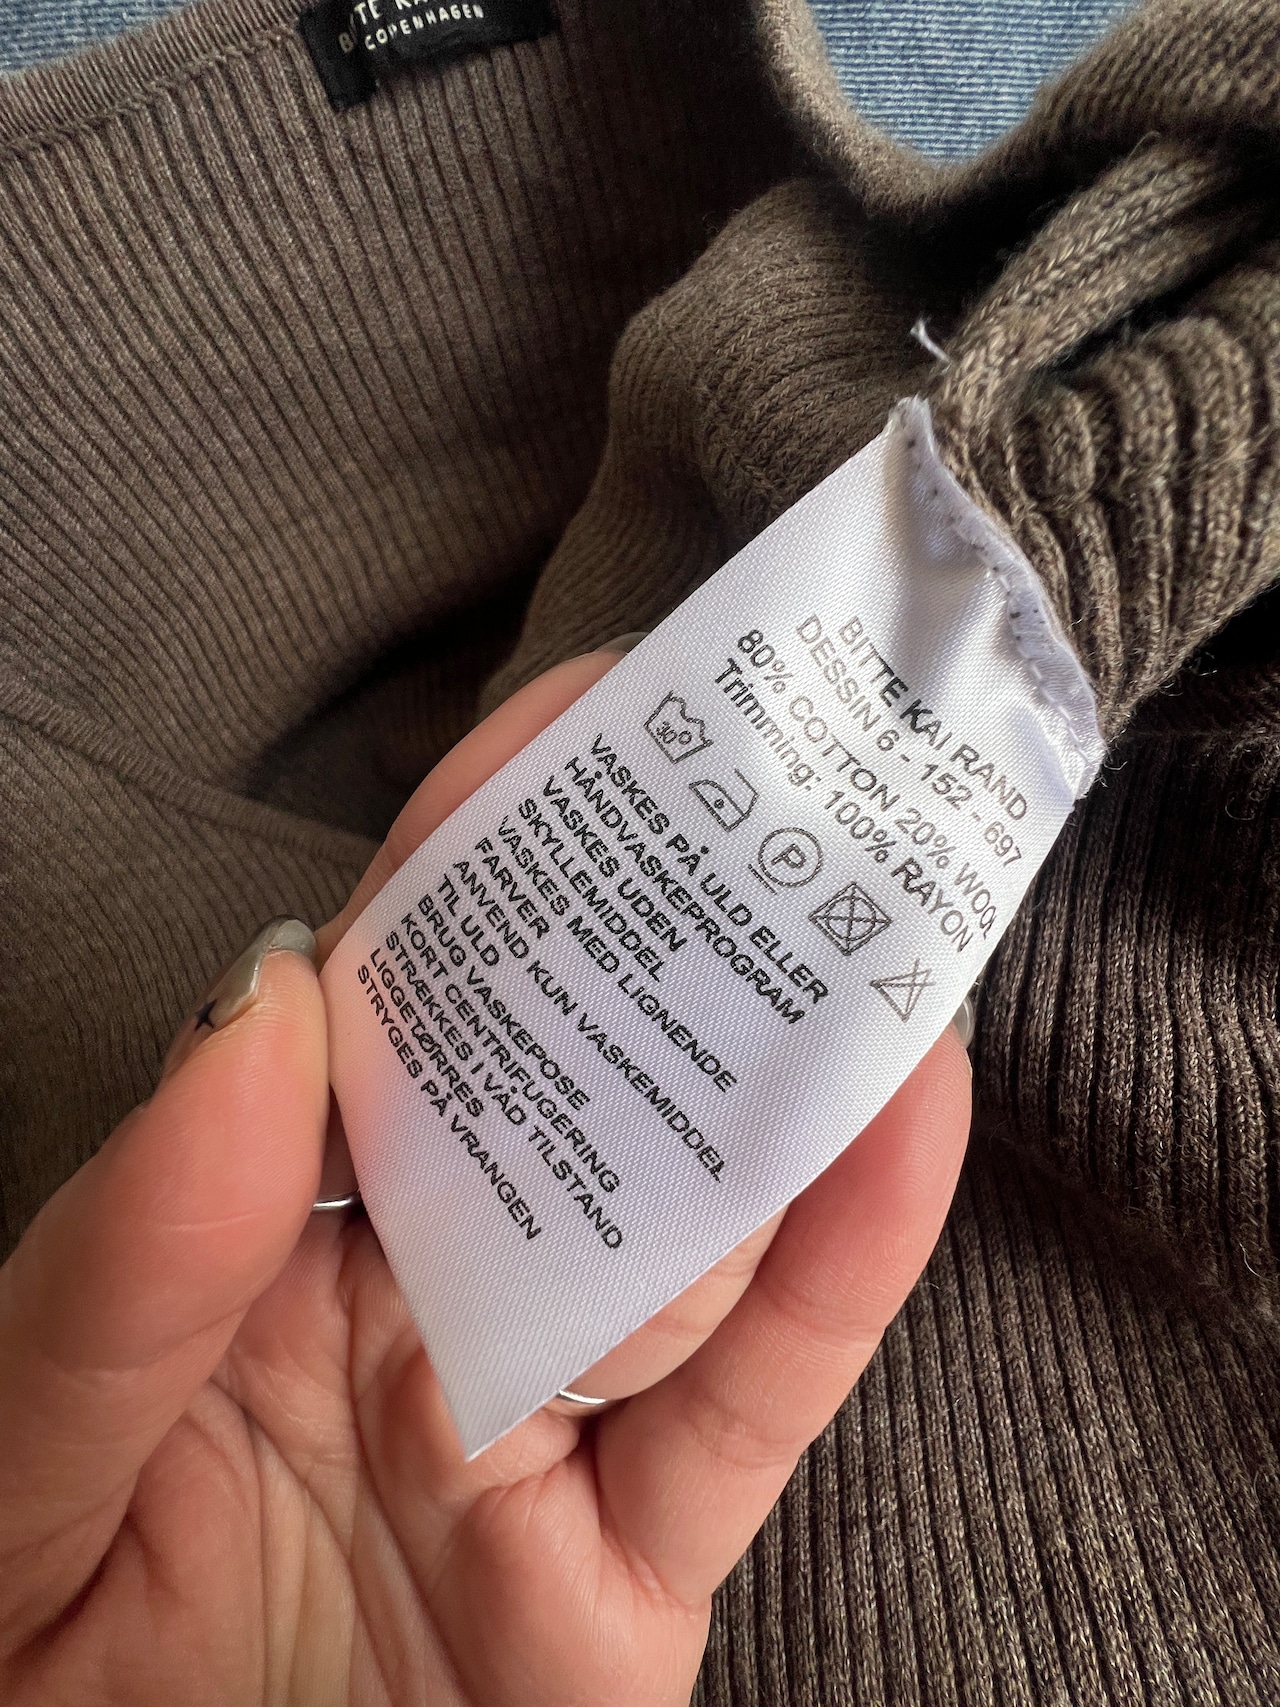 COPENHAGEN
BITTE KAI RAND
DESSIN 6 - 152 - 697
80% COTTON 20% WOOL
Trimming: 100% RAYON
30°
P
VASKES PÅ ULD ELLER
HÅNDVASKEPROGRAM
VASKES UDEN
SKYLLEMIDDEL
VASKES MED LIGNENDE
FARVER
ANVEND KUN VASKEMIDDEL
TIL ULD
BRUG VASKEPOSE
KORT CENTRIFUGERING
STRÆKKES I VÅD TILSTAND
LIGGETØRRES
STRYGES PÅ VRANGEN